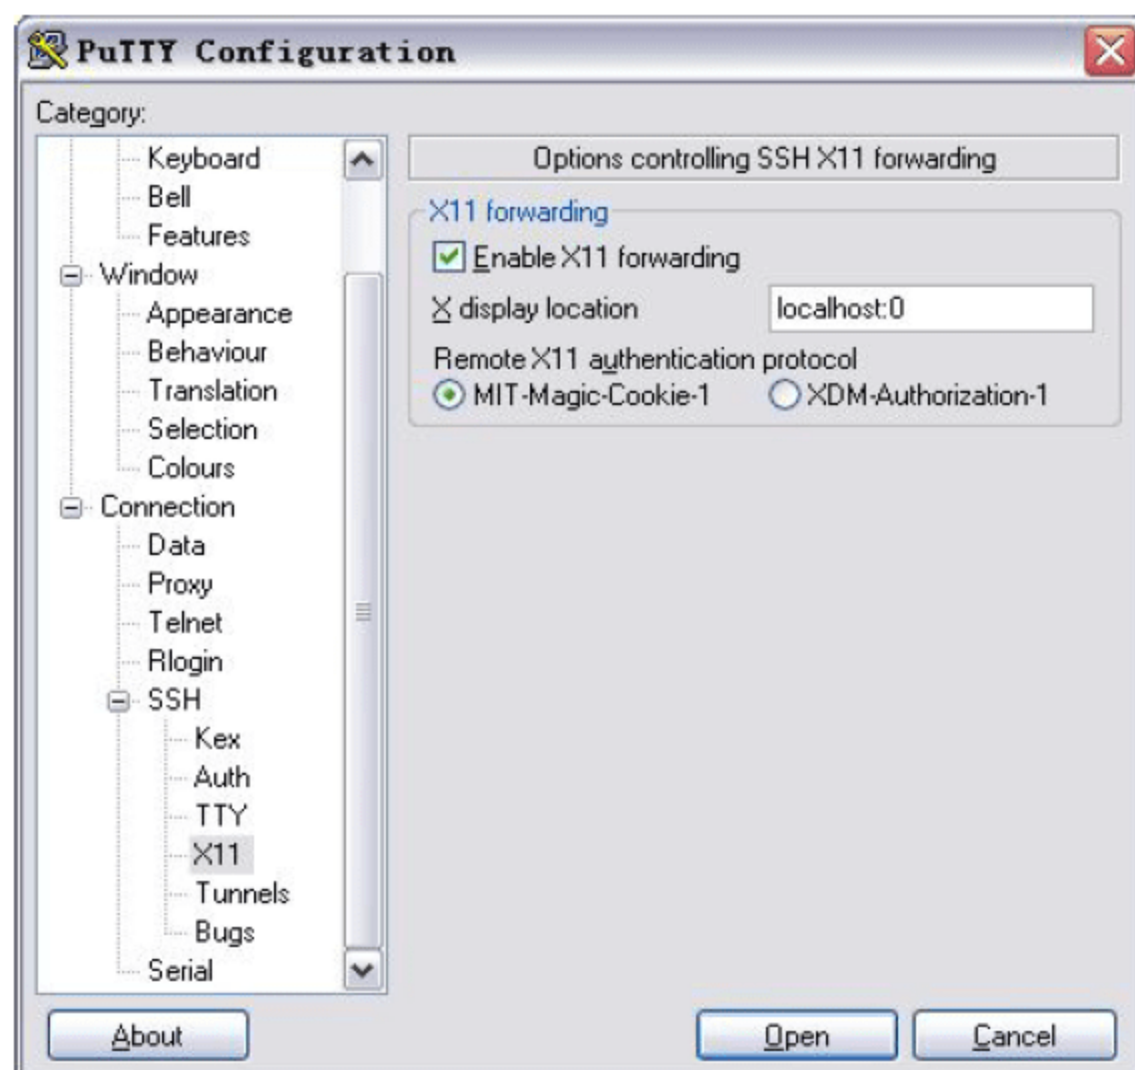 PuTTY Configuration
Category:
Keyboard
Bell
Features
Window
Appearance
Behaviour
Translation
Selection
Colours
Connection
Data
Proxy
Telnet
Rlogin
SSH
Kex
Auth
TTY
X11
Tunnels
Bugs
Serial
Options controlling SSH X11 forwarding
X11 forwarding
Enable X11 forwarding
X display location localhost:0
Remote X11 authentication protocol
MIT-Magic-Cookie-1 XDM-Authorization-1
About Open Cancel